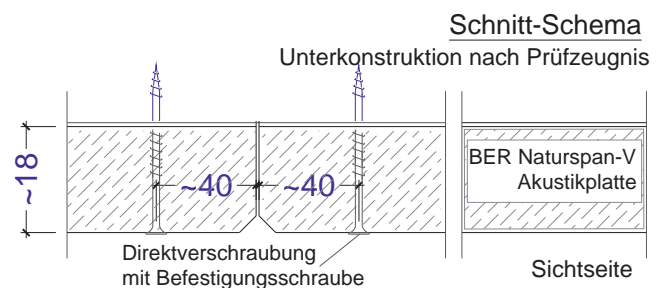 Schnitt-Schema
Unterkonstruktion nach Prüfzeugnis
~18
~40
~40
BER Naturspan-V
Akustikplatte
Direktverschraubung
mit Befestigungsschraube
Sichtseite